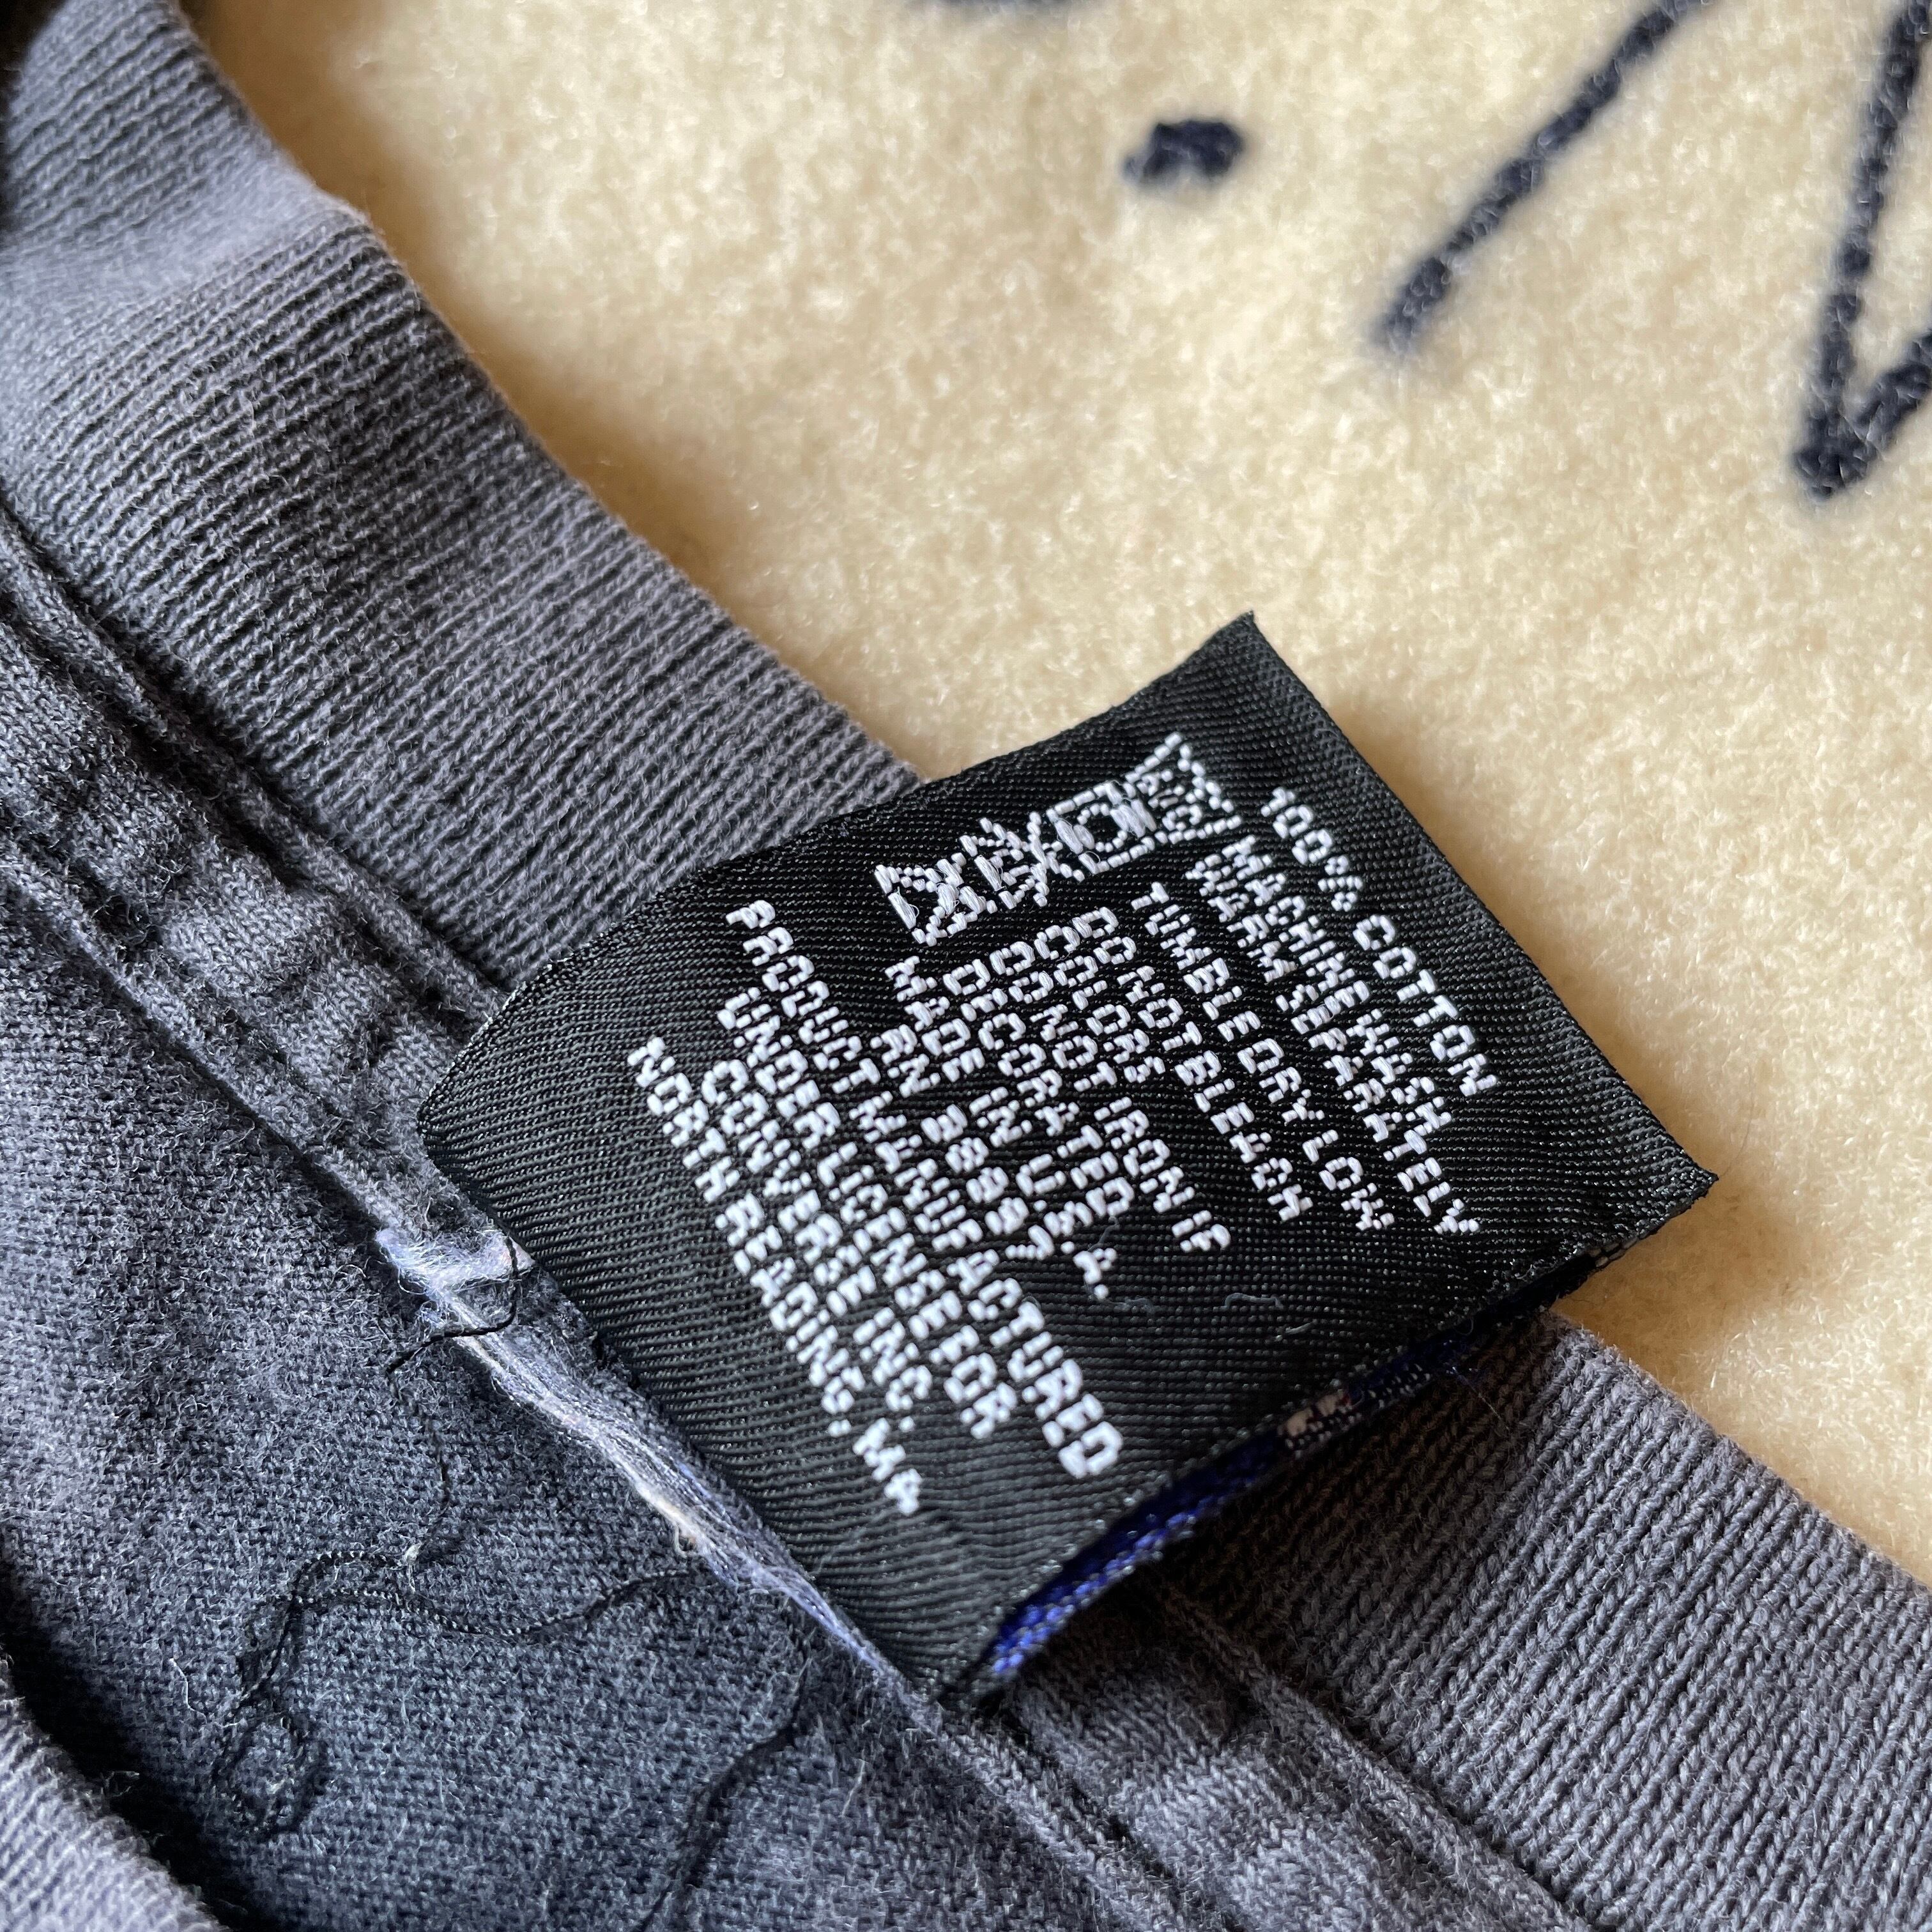 100% COTTON
MACHINE WASH
WARM SEPARATELY
TUMBLE DRY LOW
DO NOT BLEACH
COLORS
DO NOT IRON IF
DECORATED
MADE IN U.S.A
RN 98897
PRODUCT MANUFACTURED
UNDER LICENSE FOR
CONVERSE INC.
NORTH READING, MA